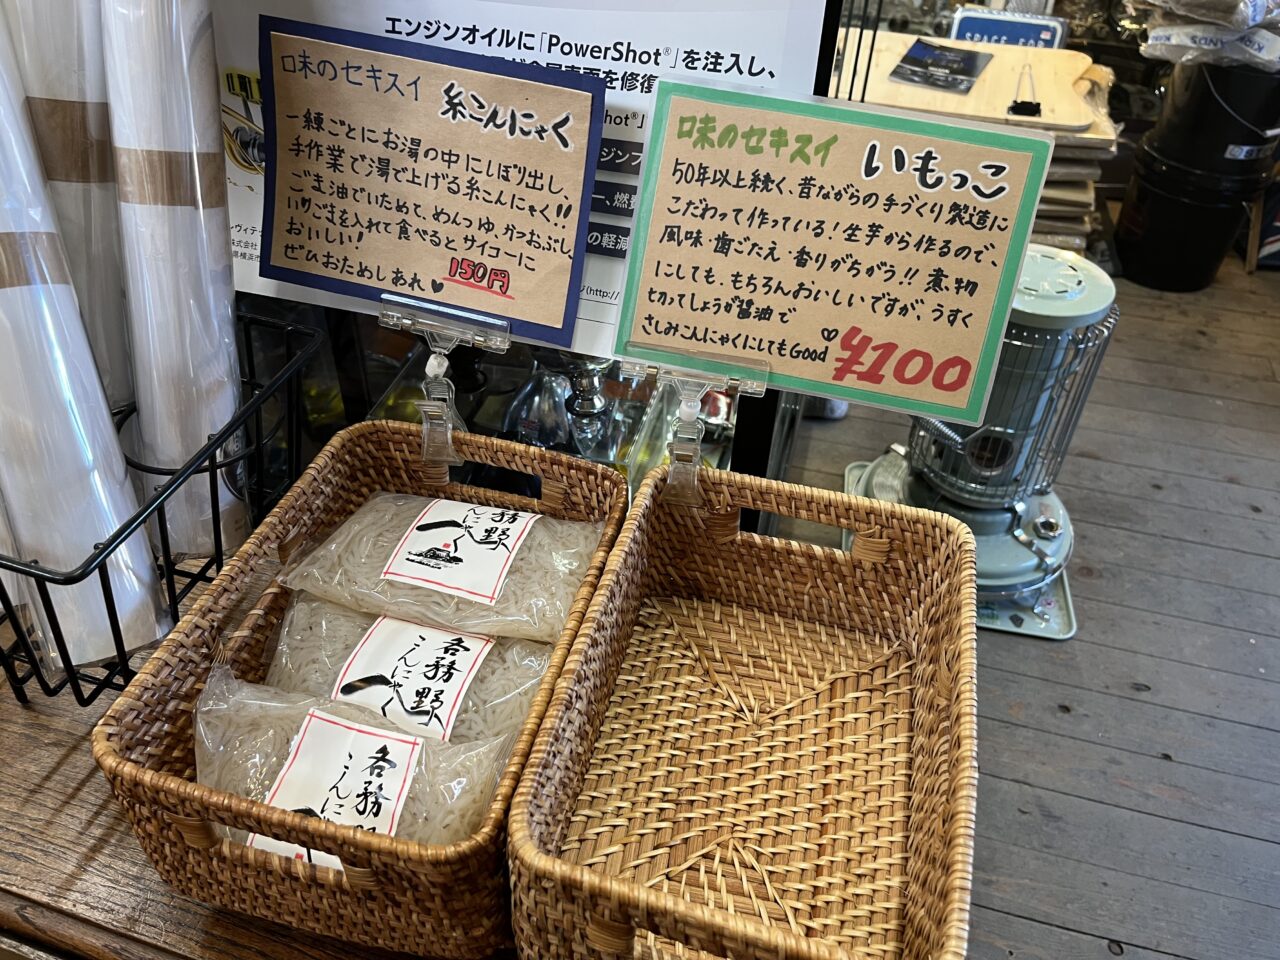 エンジンオイルに「PowerShot®」を注入し、
味のセキスイ 糸こんにゃく
一練ごとにお湯の中にしぼり出し、
手作業で湯で上げる糸こんにゃく!!
ごま油でいためて、めんつゆ、かつおぶし、
いりごまを入れて食べるとサイコーに
おいしい!
ぜひおためしあれ♥ 150円
味のセキスイ いもっこ
50年以上続く、昔ながらの手づくり製造に
こだわって作っている!生芋から作るので、
風味・歯ごたえ・香りがちがう!!煮物
にしても、もちろんおいしいですが、うすく
切ってしょうが醤油で
さしみこんにゃくにしてもGood ♡ ¥100
務野
こんにゃく
各務野
こんにゃく
各務
こんに
の軽減
(http://